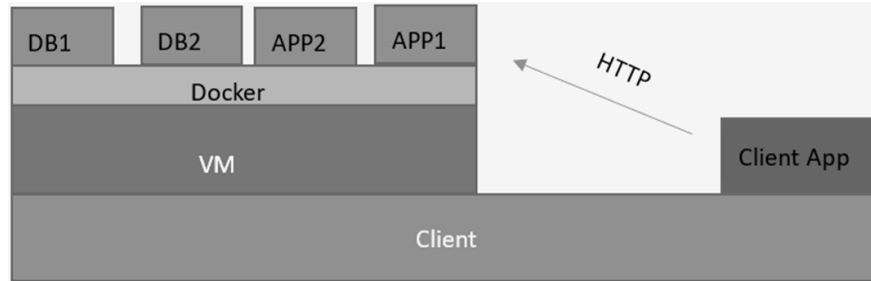 DB1
DB2
APP2
APP1
HTTP
Docker
Client App
VM
Client